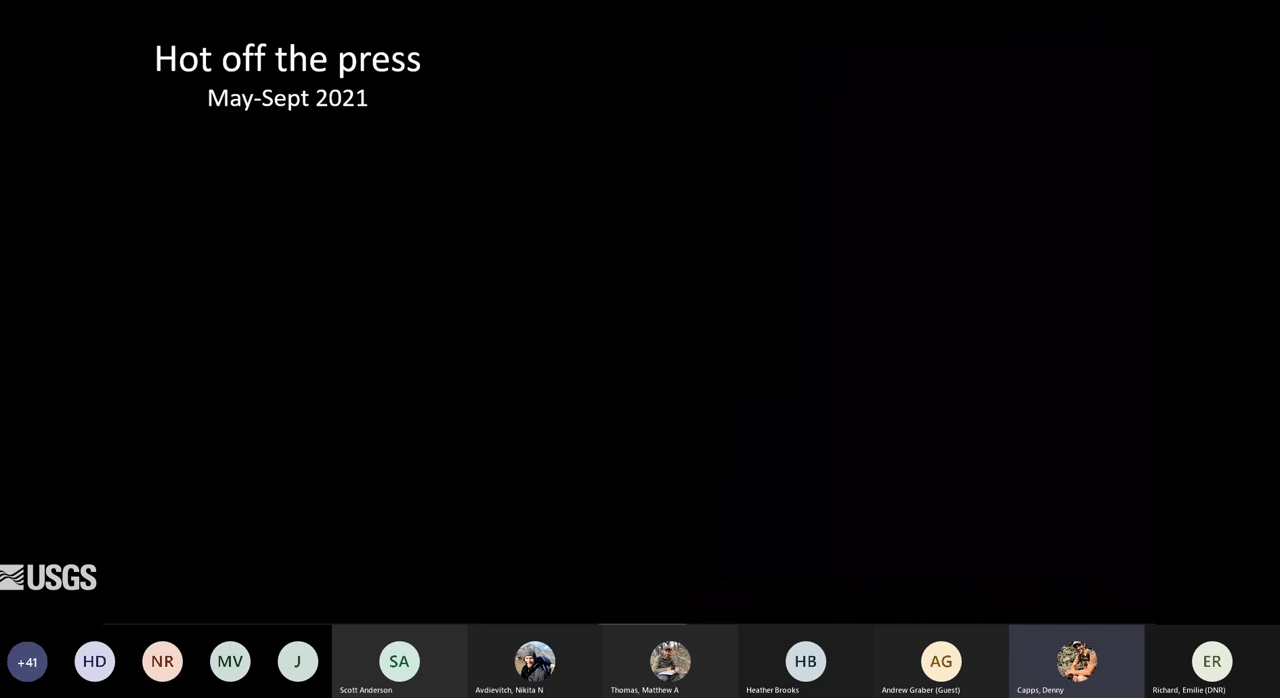 Hot off the press
May-Sept 2021
USGS
+41
HD
NR
MV
J
SA
Scott Anderson
Avdievitch, Nikita N
Thomas, Matthew A
HB
Heather Brooks
AG
Andrew Graber (Guest)
Capps, Denny
ER
Richard, Emilie (DNR)